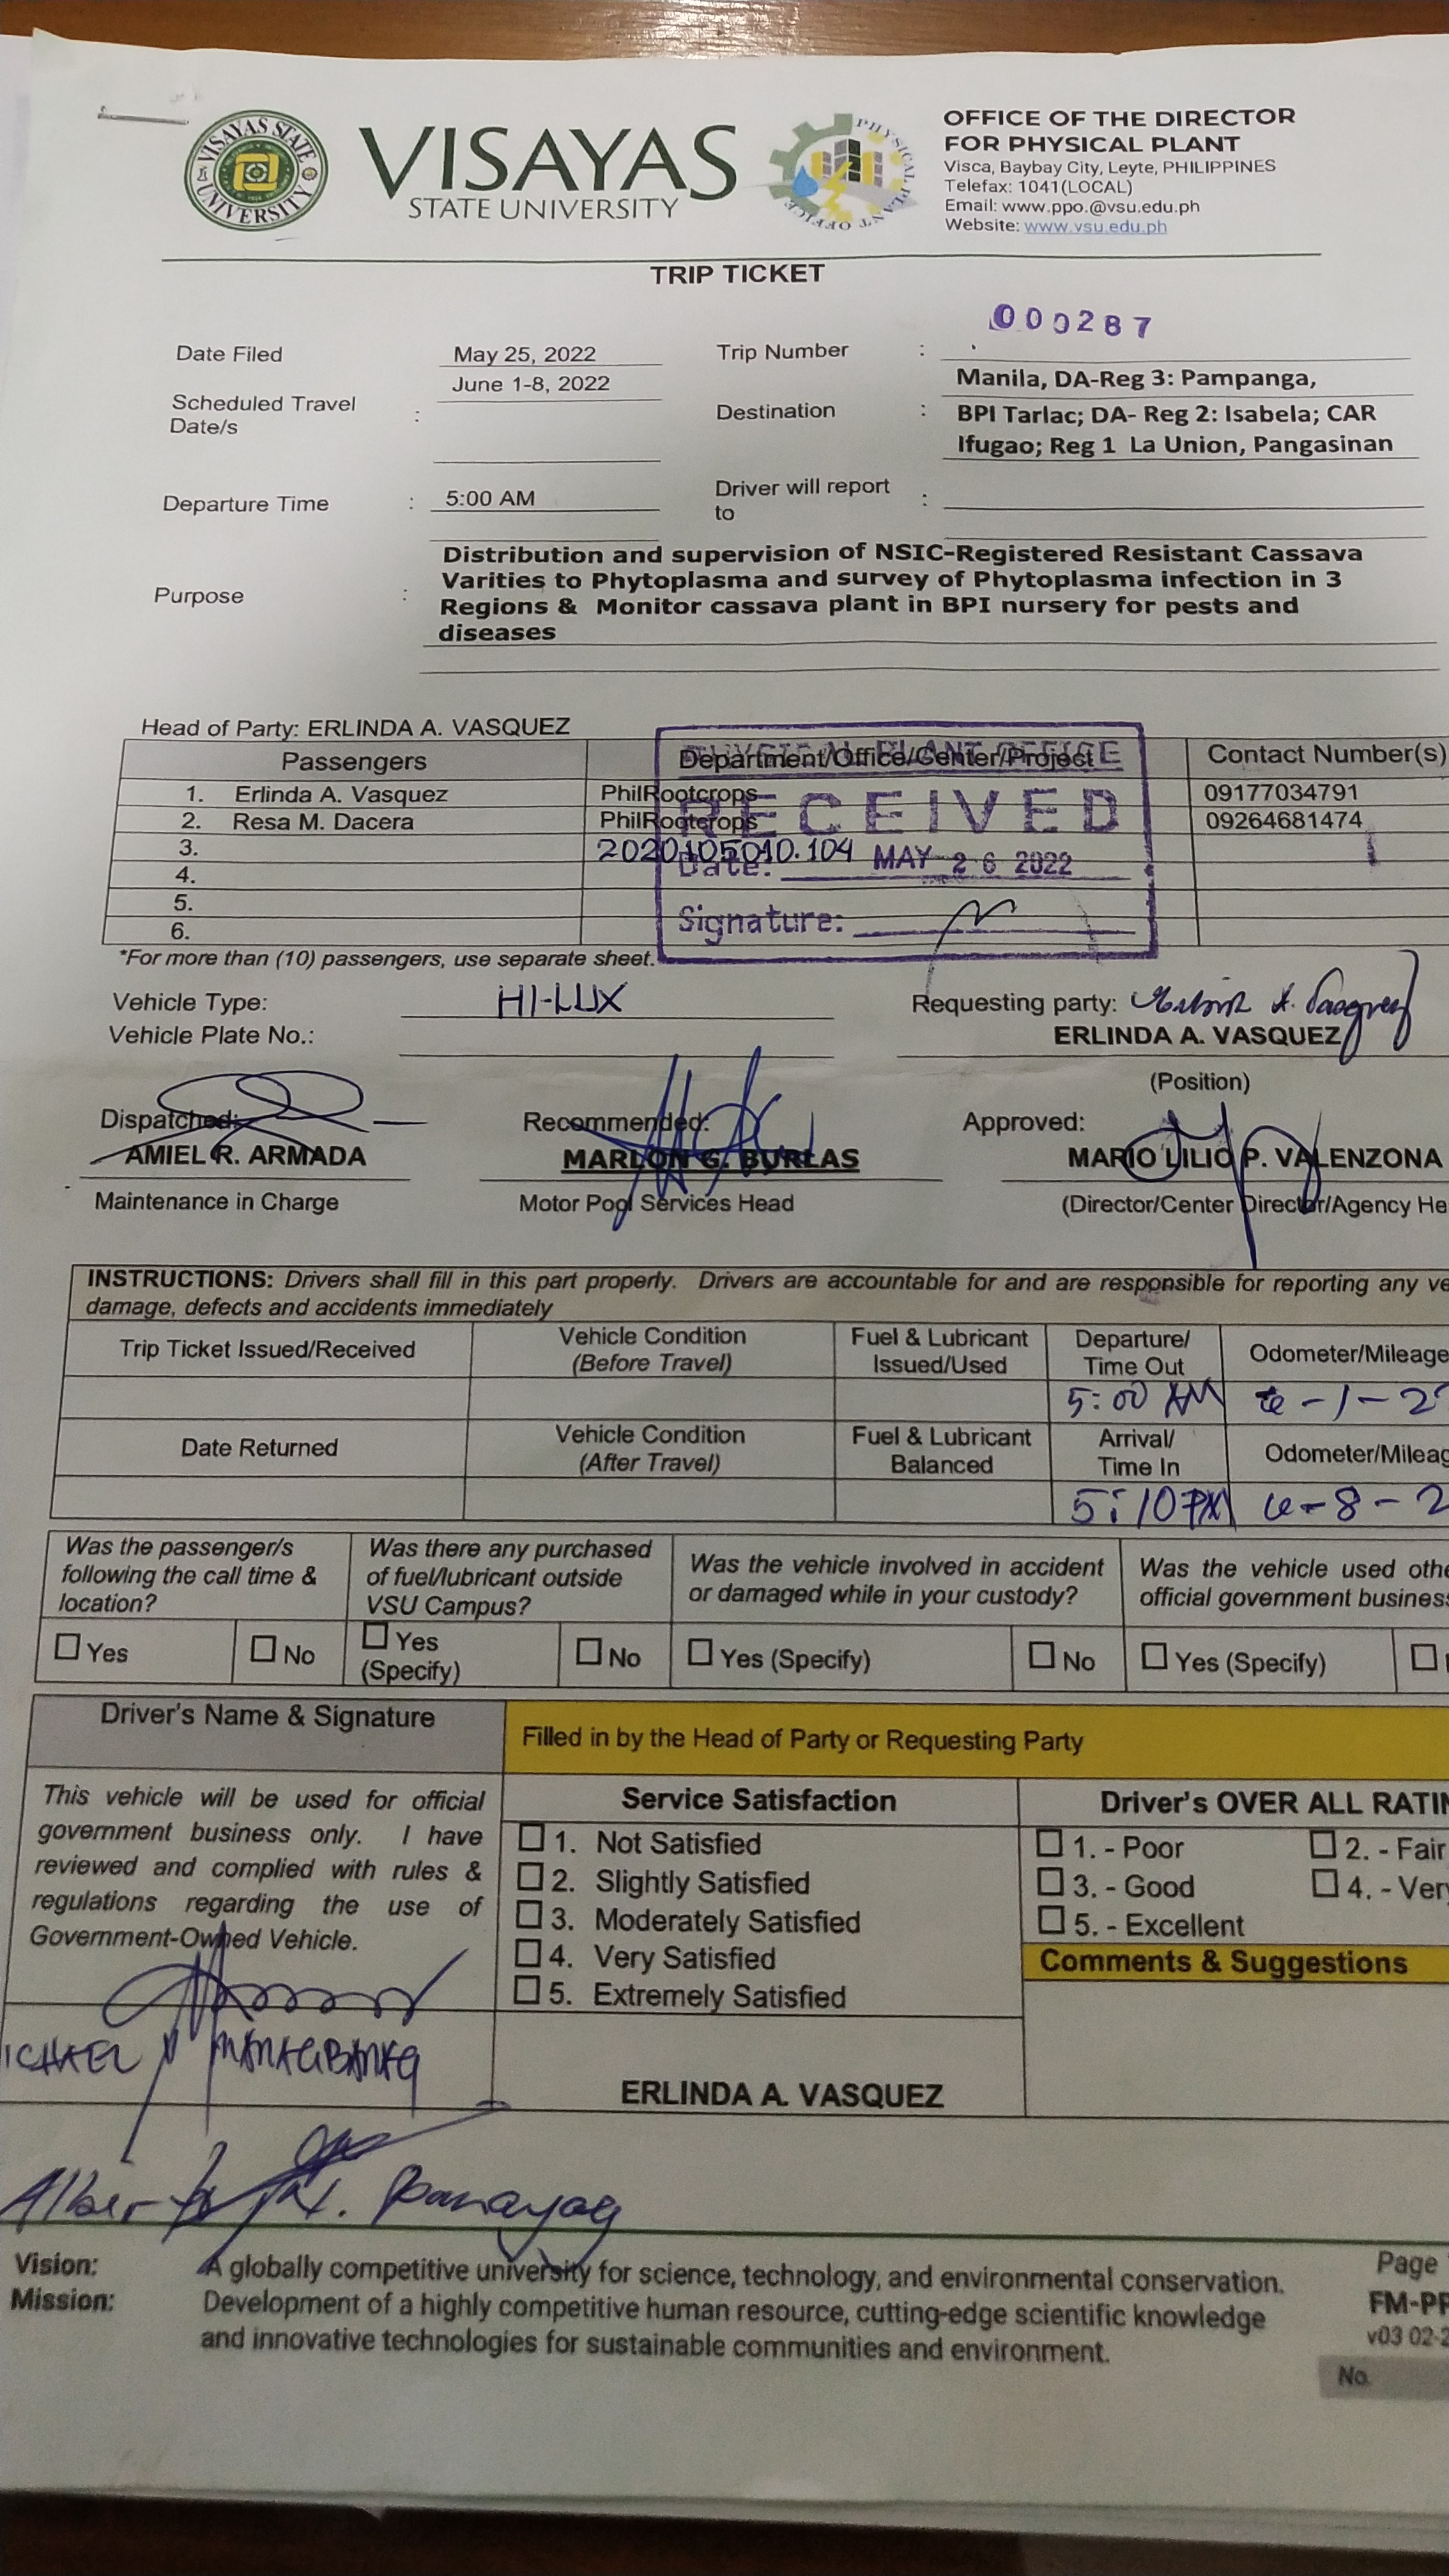 VISAYAS STATE UNIVERSITY
VISAYAS
STATE UNIVERSITY
PHYSICAL PLANT OFFICE
OFFICE OF THE DIRECTOR
FOR PHYSICAL PLANT
Visca, Baybay City, Leyte, PHILIPPINES
Telefax: 1041(LOCAL)
Email: www.ppo.@vsu.edu.ph
Website: www.vsu.edu.ph
TRIP TICKET
000287
Date Filed May 25, 2022 Trip Number :
Scheduled Travel Date/s : June 1-8, 2022
Destination : Manila, DA-Reg 3: Pampanga,
BPI Tarlac; DA- Reg 2: Isabela; CAR
Ifugao; Reg 1 La Union, Pangasinan
Departure Time : 5:00 AM Driver will report to :
Purpose : Distribution and supervision of NSIC-Registered Resistant Cassava
Varities to Phytoplasma and survey of Phytoplasma infection in 3
Regions & Monitor cassava plant in BPI nursery for pests and
diseases
Head of Party: ERLINDA A. VASQUEZ
Passengers Department/Office/Center/Project Contact Number(s)
1. Erlinda A. Vasquez PhilRootcrops 09177034791
2. Resa M. Dacera PhilRootcrops 09264681474
3. 2020105010.104
4.
5.
6.
PHYSICAL PLANT OFFICE
RECEIVED
Date: MAY 26 2022
Signature:
*For more than (10) passengers, use separate sheet.
Vehicle Type: HI-LUX Requesting party:
Vehicle Plate No.: ERLINDA A. VASQUEZ
(Position)
Dispatched: Recommended: Approved:
AMIEL R. ARMADA MARLON G. BURLAS MARIO LILIO P. VALENZONA
Maintenance in Charge Motor Pool Services Head (Director/Center Director/Agency He
INSTRUCTIONS: Drivers shall fill in this part properly. Drivers are accountable for and are responsible for reporting any ve
damage, defects and accidents immediately
Trip Ticket Issued/Received Vehicle Condition (Before Travel) Fuel & Lubricant Issued/Used Departure/ Time Out Odometer/Mileage
5:00 AM 6-1-2
Date Returned Vehicle Condition (After Travel) Fuel & Lubricant Balanced Arrival/ Time In Odometer/Mileag
5:10 PM 6-8-2
Was the passenger/s following the call time & location?
Was there any purchased of fuel/lubricant outside VSU Campus?
Was the vehicle involved in accident or damaged while in your custody?
Was the vehicle used othe
official government business
Yes No Yes (Specify) No Yes (Specify) No Yes (Specify)
Driver's Name & Signature
Filled in by the Head of Party or Requesting Party
This vehicle will be used for official
government business only. I have
reviewed and complied with rules &
regulations regarding the use of
Government-Owned Vehicle.
Service Satisfaction
1. Not Satisfied
2. Slightly Satisfied
3. Moderately Satisfied
4. Very Satisfied
5. Extremely Satisfied
Driver's OVER ALL RATIN
1. - Poor 2. - Fair
3. - Good 4. - Very
5. - Excellent
Comments & Suggestions
ERLINDA A. VASQUEZ
Vision: A globally competitive university for science, technology, and environmental conservation.
Mission: Development of a highly competitive human resource, cutting-edge scientific knowledge
and innovative technologies for sustainable communities and environment.
Page
FM-PP
v03 02-2
No.